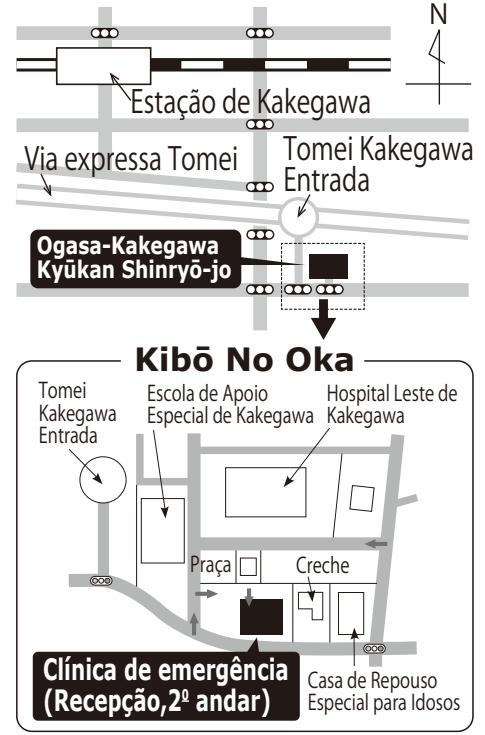 N
Estação de Kakegawa
Via expressa Tomei
Tomei Kakegawa
Entrada
Ogasa-Kakegawa
Kyūkan Shinryō-jo
Kibō No Oka
Tomei
Kakegawa
Entrada
Escola de Apoio
Especial de Kakegawa
Hospital Leste de
Kakegawa
Praça
Creche
Clínica de emergência
(Recepção,2º andar)
Casa de Repouso
Especial para Idosos